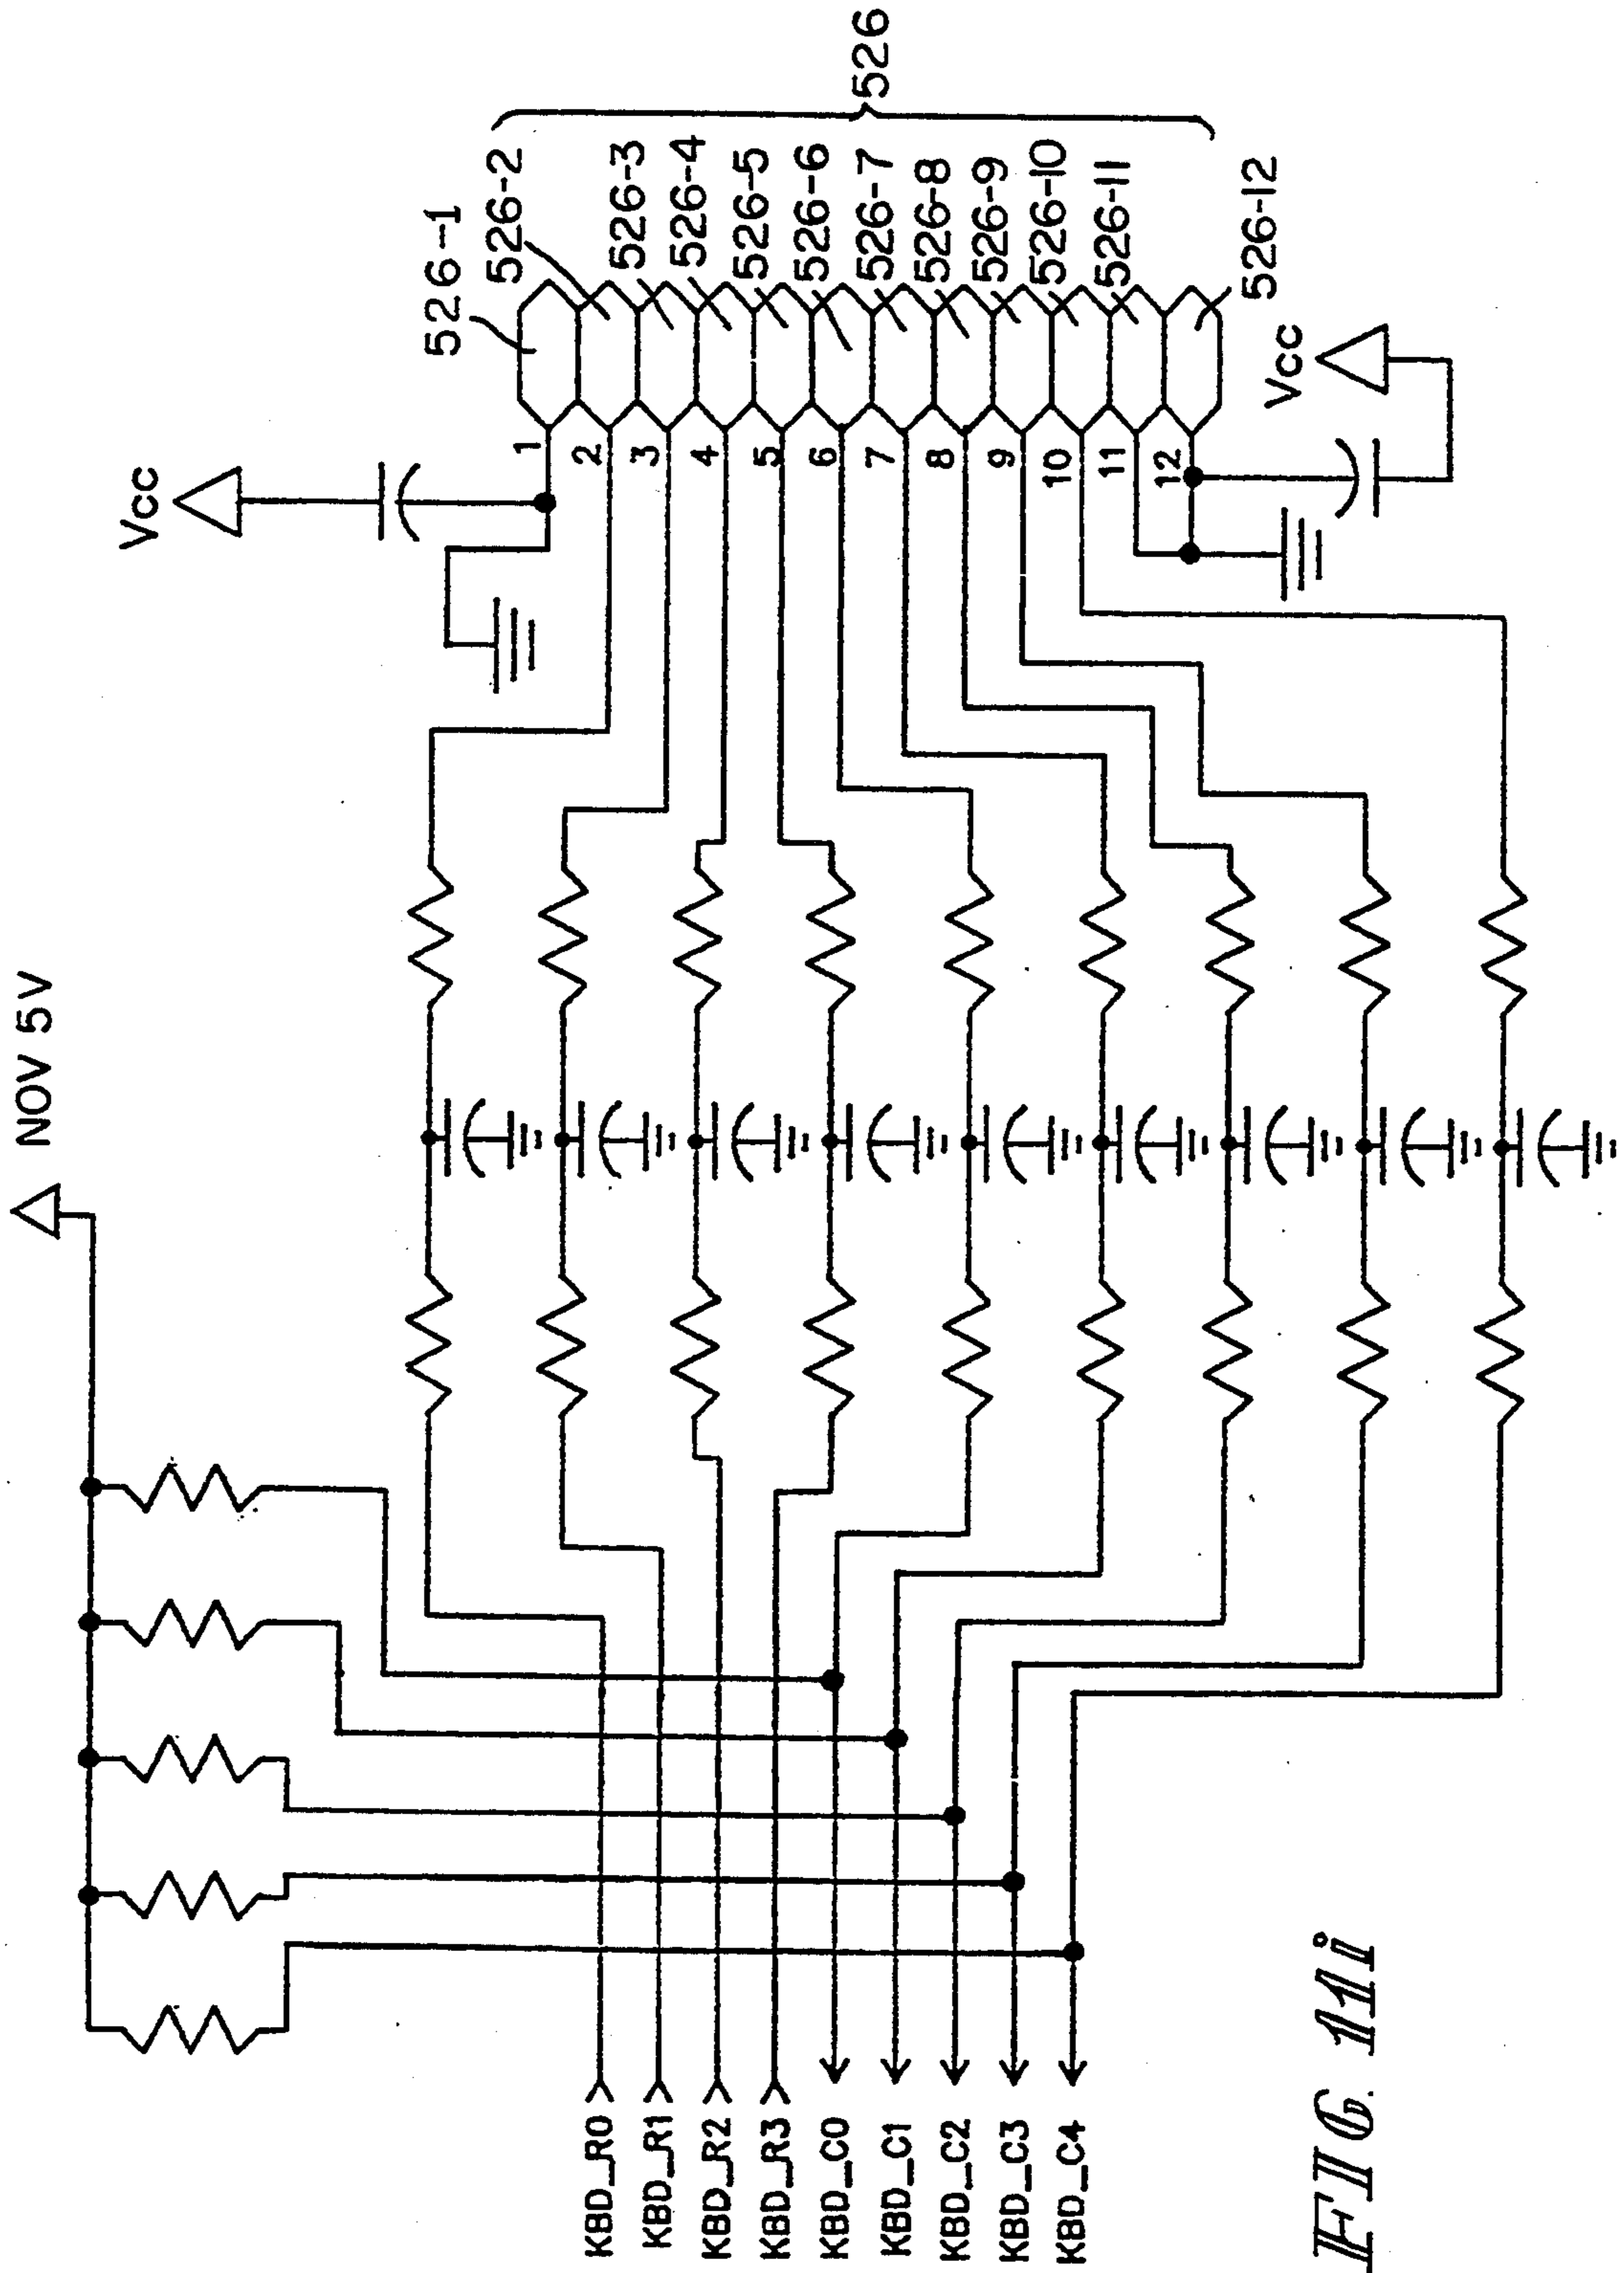 NOV 5V
Vcc
526-1
526-2
526-3
526-4
526-5
526-6
526-7
526-8
526-9
526-10
526-11
526-12
526
1
2
3
4
5
6
7
8
9
10
11
12
Vcc
KBD_R0
KBD_R1
KBD_R2
KBD_R3
KBD_C0
KBD_C1
KBD_C2
KBD_C3
KBD_C4
FIG. 11i